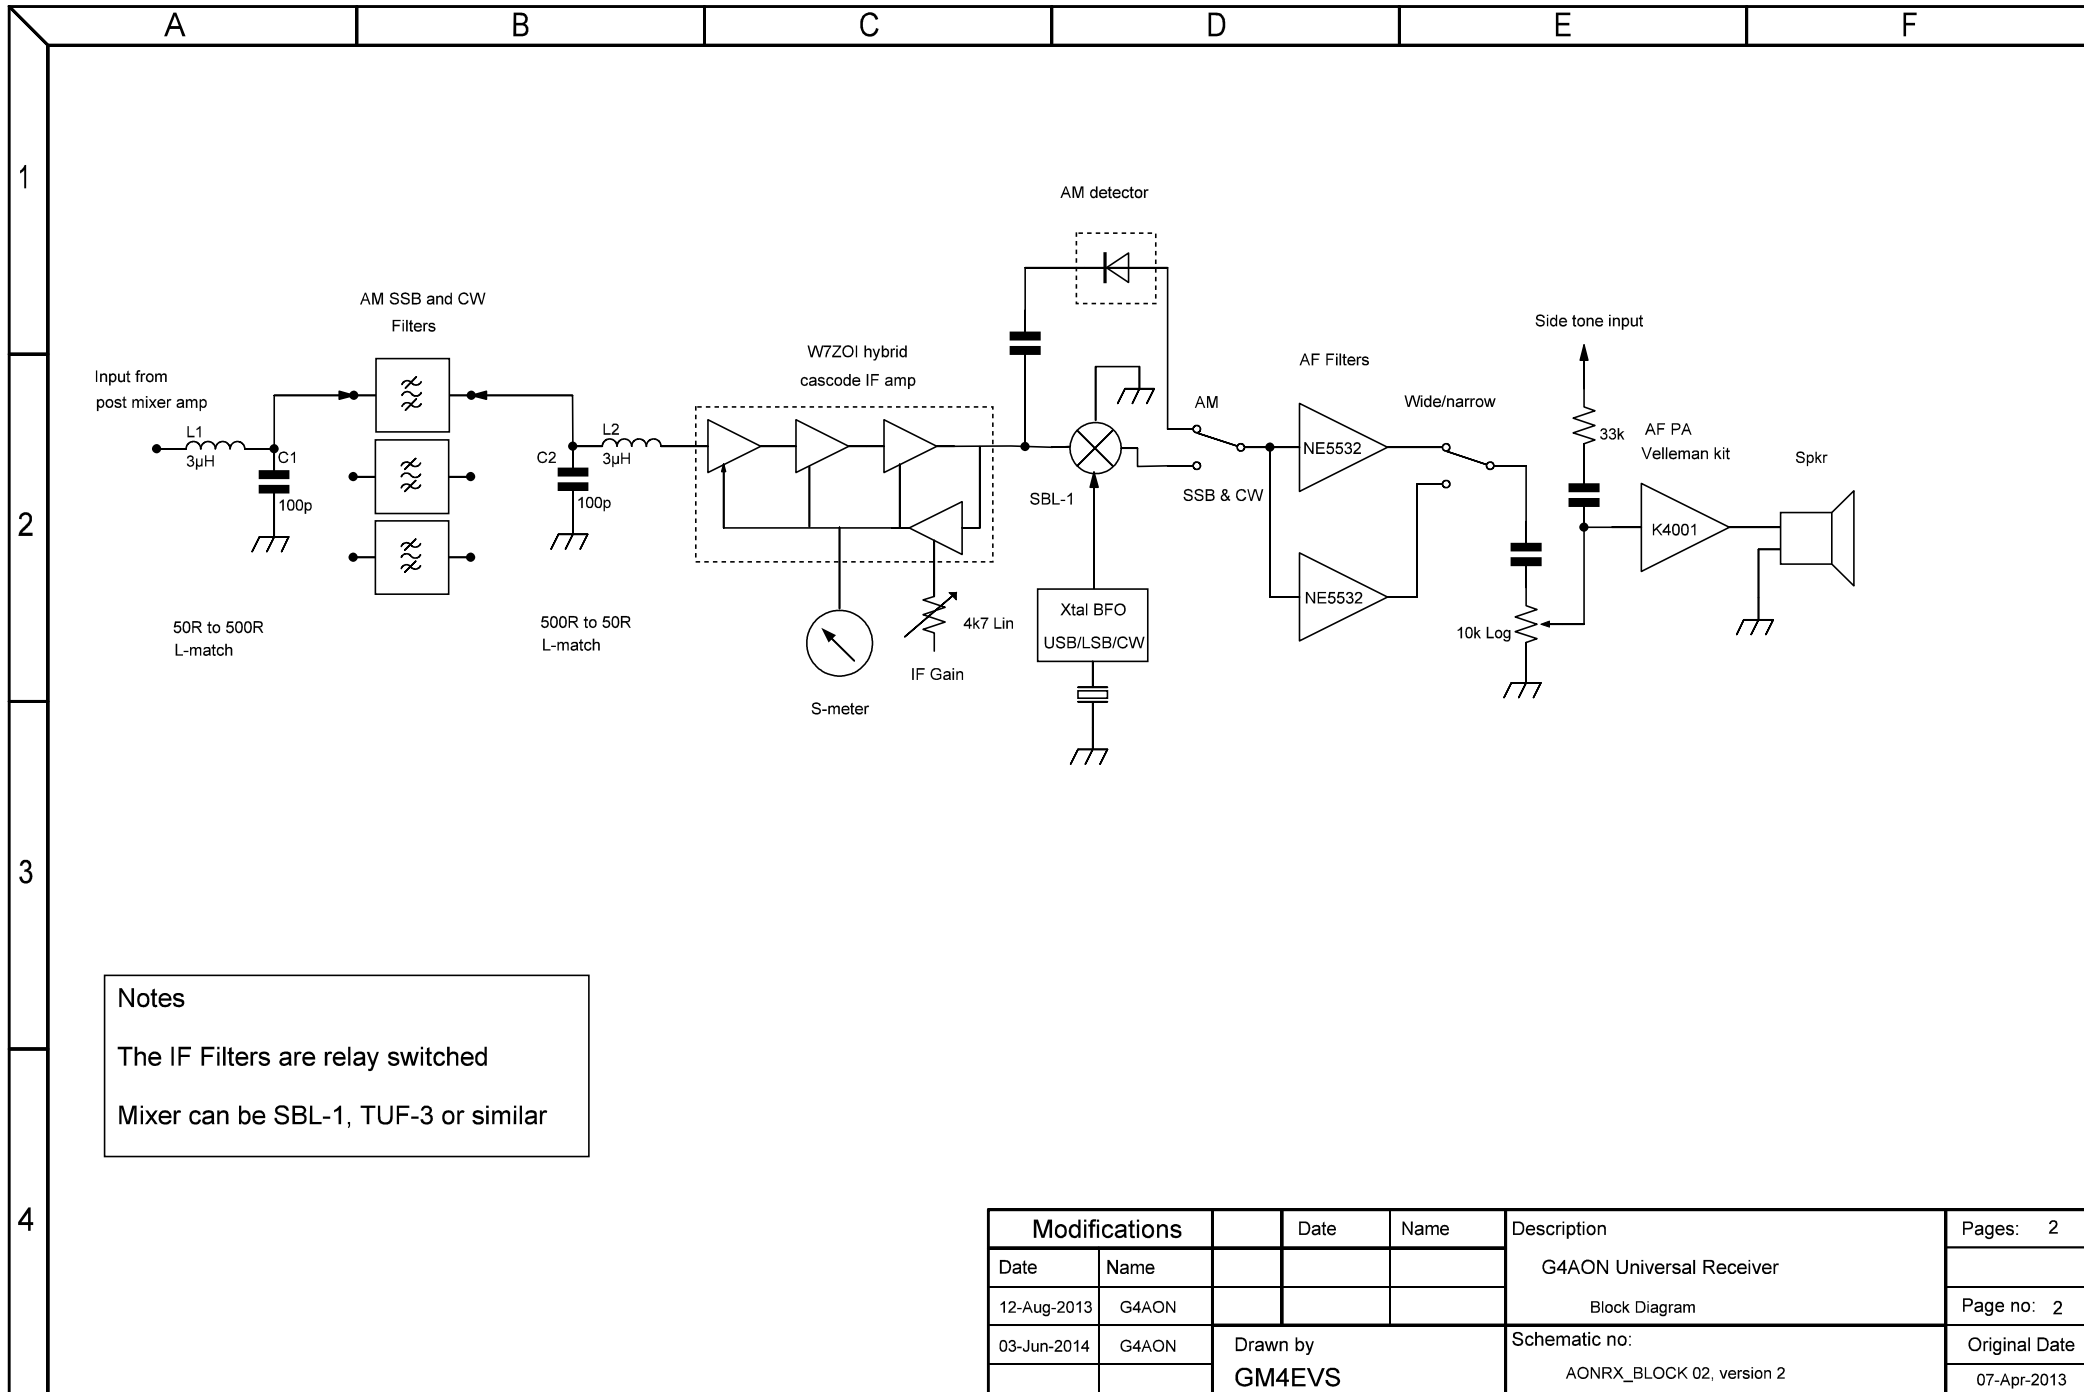 A B C D E F
1
2
3
4
AM detector
AM SSB and CW
Filters
Input from
post mixer amp
L1
3µH
C1
100p
50R to 500R
L-match
C2
L2
3µH
100p
500R to 50R
L-match
W7ZOI hybrid
cascode IF amp
S-meter
4k7 Lin
IF Gain
SBL-1
Xtal BFO
USB/LSB/CW
AM
SSB & CW
AF Filters
NE5532
NE5532
Wide/narrow
Side tone input
33k
10k Log
AF PA
Velleman kit
K4001
Spkr
Notes
The IF Filters are relay switched
Mixer can be SBL-1, TUF-3 or similar
Modifications Date Name Description Pages: 2
Date Name G4AON Universal Receiver
12-Aug-2013 G4AON Block Diagram Page no: 2
03-Jun-2014 G4AON Drawn by Schematic no: Original Date
GM4EVS AONRX_BLOCK 02, version 2 07-Apr-2013